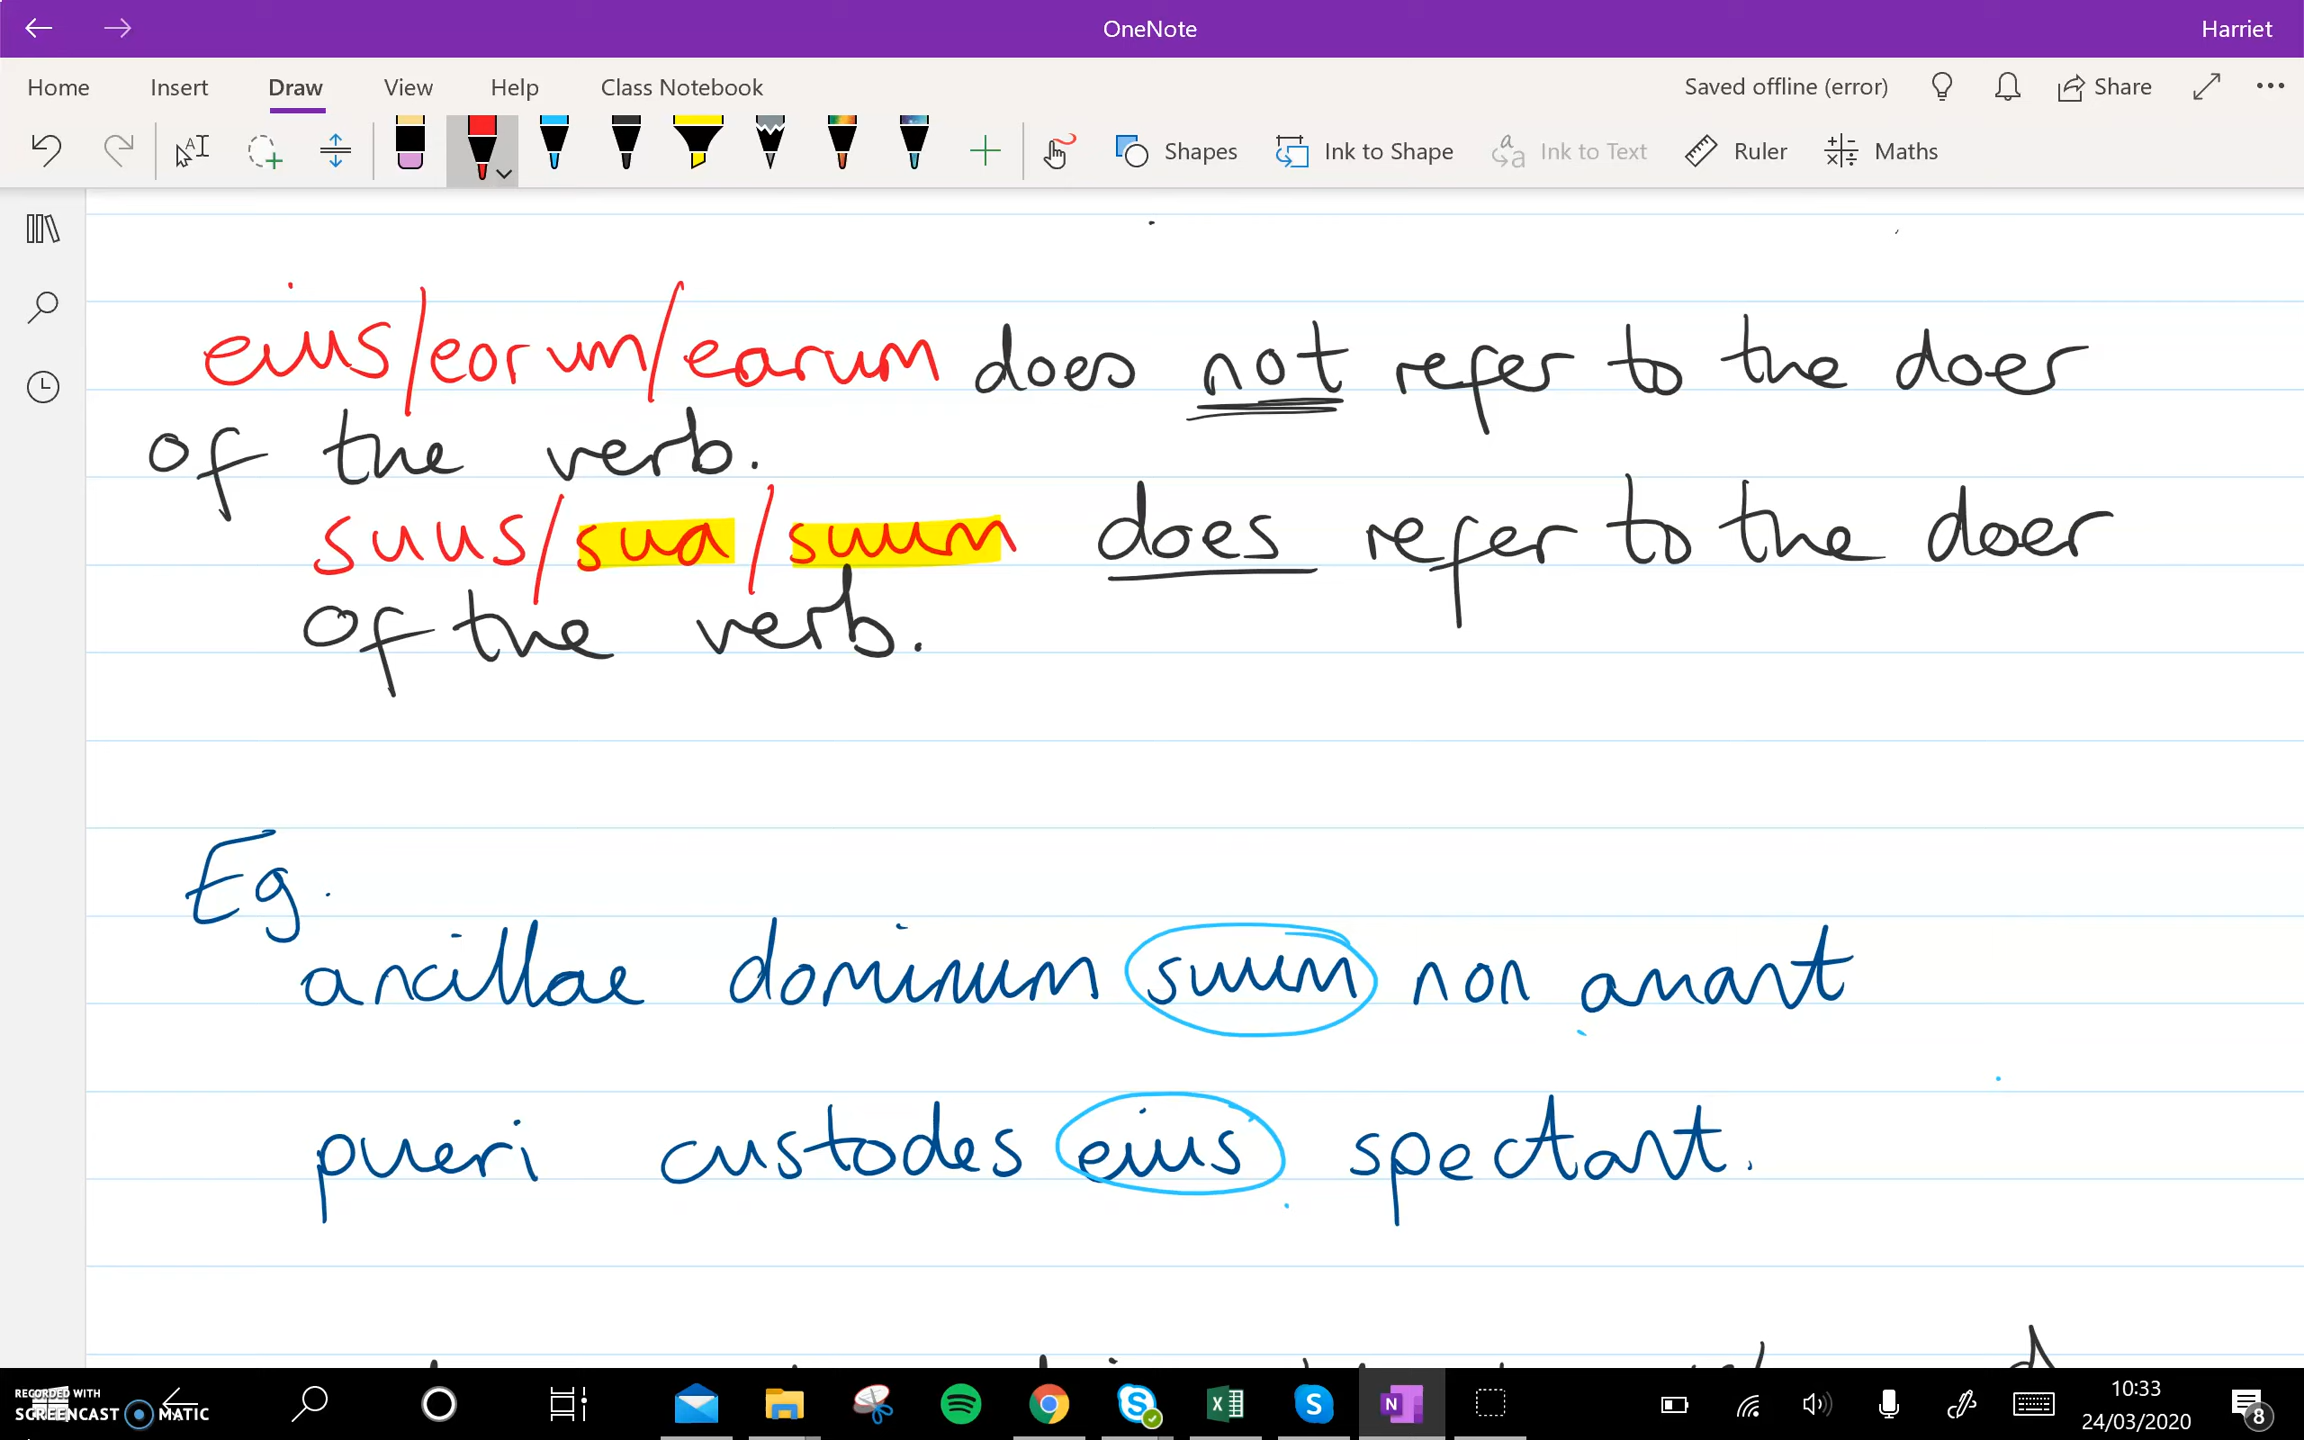 OneNote
Harriet
Home Insert Draw View Help Class Notebook
Saved offline (error) Share
Shapes Ink to Shape Ink to Text Ruler Maths
eius/eorum/earum does not refer to the doer
of the verb.
suus/sua/suum does refer to the doer
of the verb.
Eg.
ancillae dominum suum non amant
pueri custodes eius spectant.
RECORDED WITH
SCREENCAST MATIC
10:33
24/03/2020
8